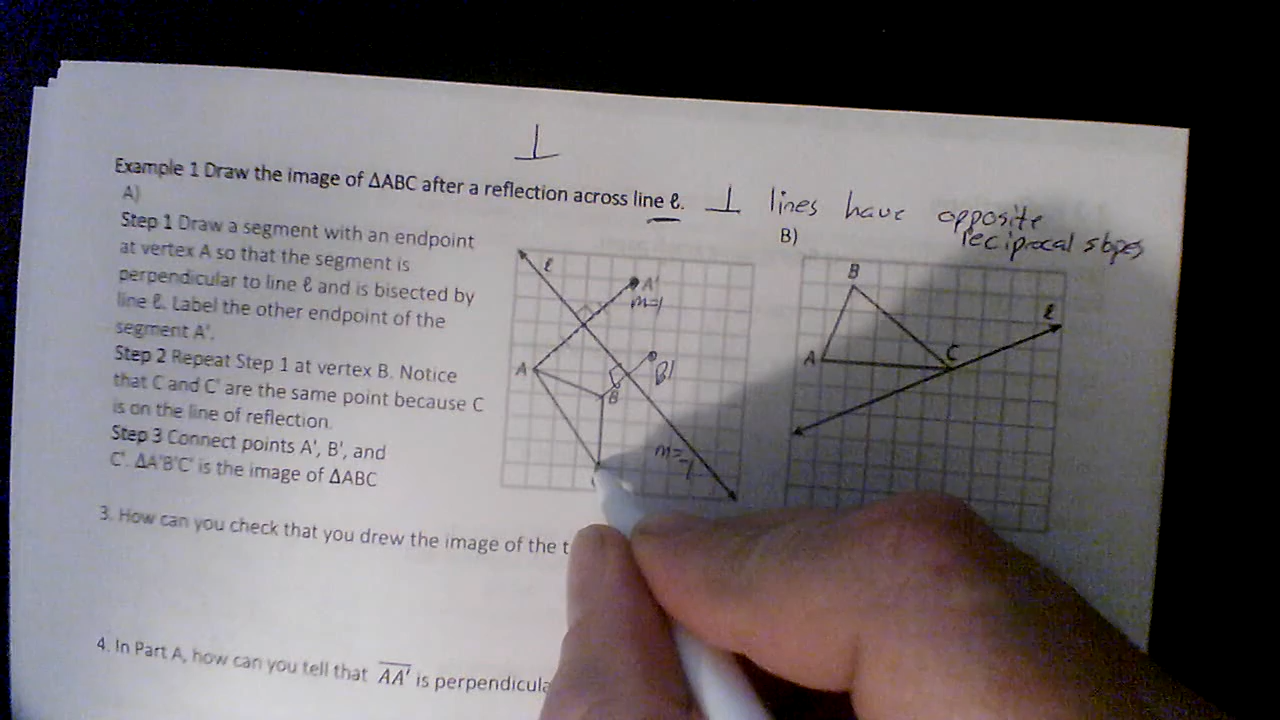 ⊥
Example 1 Draw the image of ΔABC after a reflection across line ℓ. ⊥ lines have opposite
reciprocal slopes
A)
Step 1 Draw a segment with an endpoint
at vertex A so that the segment is
perpendicular to line ℓ and is bisected by
line ℓ. Label the other endpoint of the
segment A'.
Step 2 Repeat Step 1 at vertex B. Notice
that C and C' are the same point because C
is on the line of reflection.
Step 3 Connect points A', B', and
C'. ΔA'B'C' is the image of ΔABC
ℓ
A'
m=1
A
B'
B
m=-1
B)
B
ℓ
A
C
3. How can you check that you drew the image of the t
4. In Part A, how can you tell that AA' is perpendicula